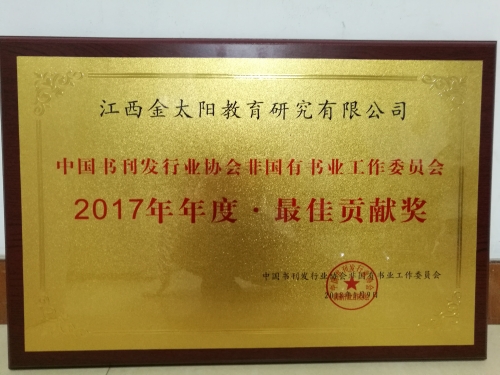 江西金太阳教育研究有限公司
中国书刊发行业协会非国有书业工作委员会
2017年年度·最佳贡献奖
中国书刊发行业协会非国有书业工作委员会